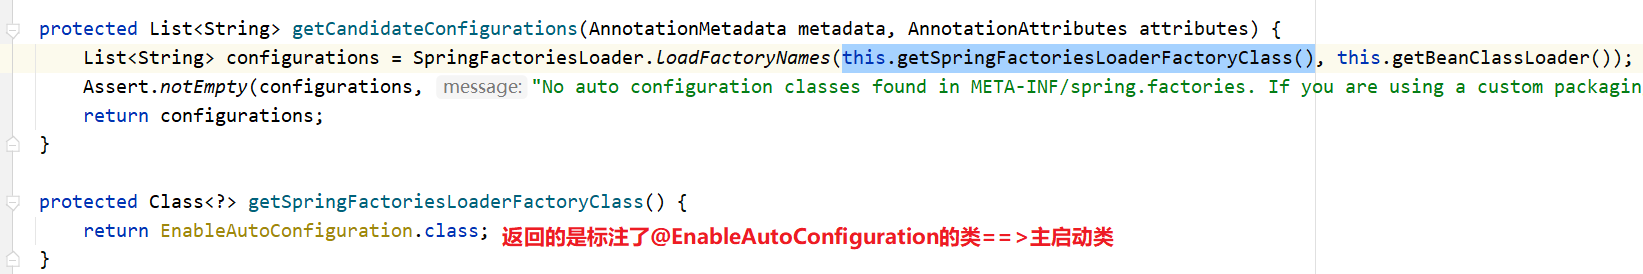 protected List<String> getCandidateConfigurations(AnnotationMetadata metadata, AnnotationAttributes attributes) {
List<String> configurations = SpringFactoriesLoader.loadFactoryNames(this.getSpringFactoriesLoaderFactoryClass(), this.getBeanClassLoader());
Assert.notEmpty(configurations, message: "No auto configuration classes found in META-INF/spring.factories. If you are using a custom packagin
return configurations;
}
protected Class<?> getSpringFactoriesLoaderFactoryClass() {
return EnableAutoConfiguration.class; 返回的是标注了@EnableAutoConfiguration的类==>主启动类
}